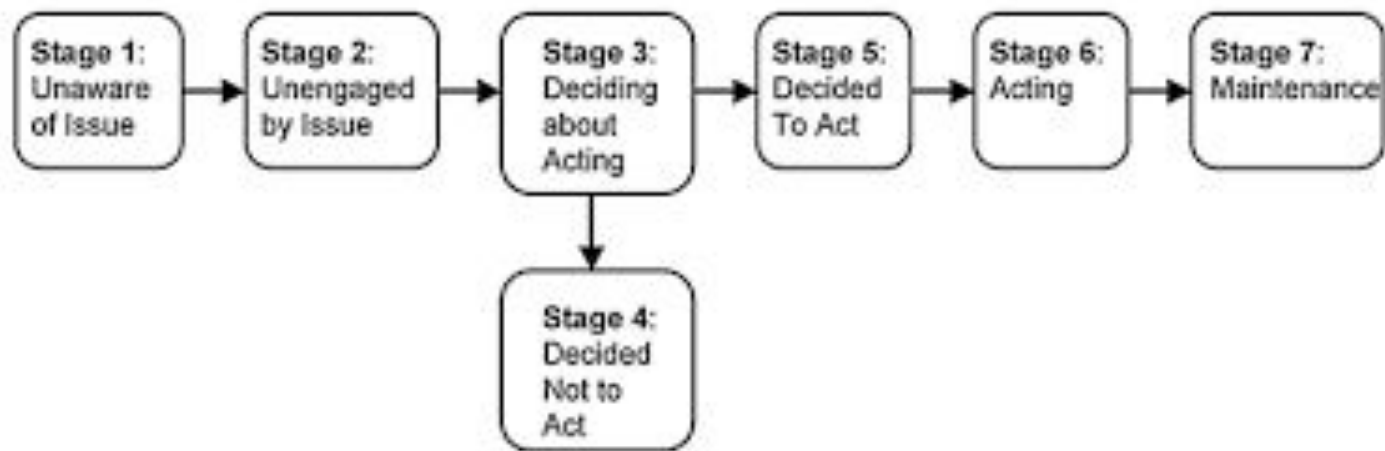 Stage 1:
Unaware
of Issue
Stage 2:
Unengaged
by Issue
Stage 3:
Deciding
about
Acting
Stage 5:
Decided
To Act
Stage 6:
Acting
Stage 7:
Maintenance
Stage 4:
Decided
Not to
Act